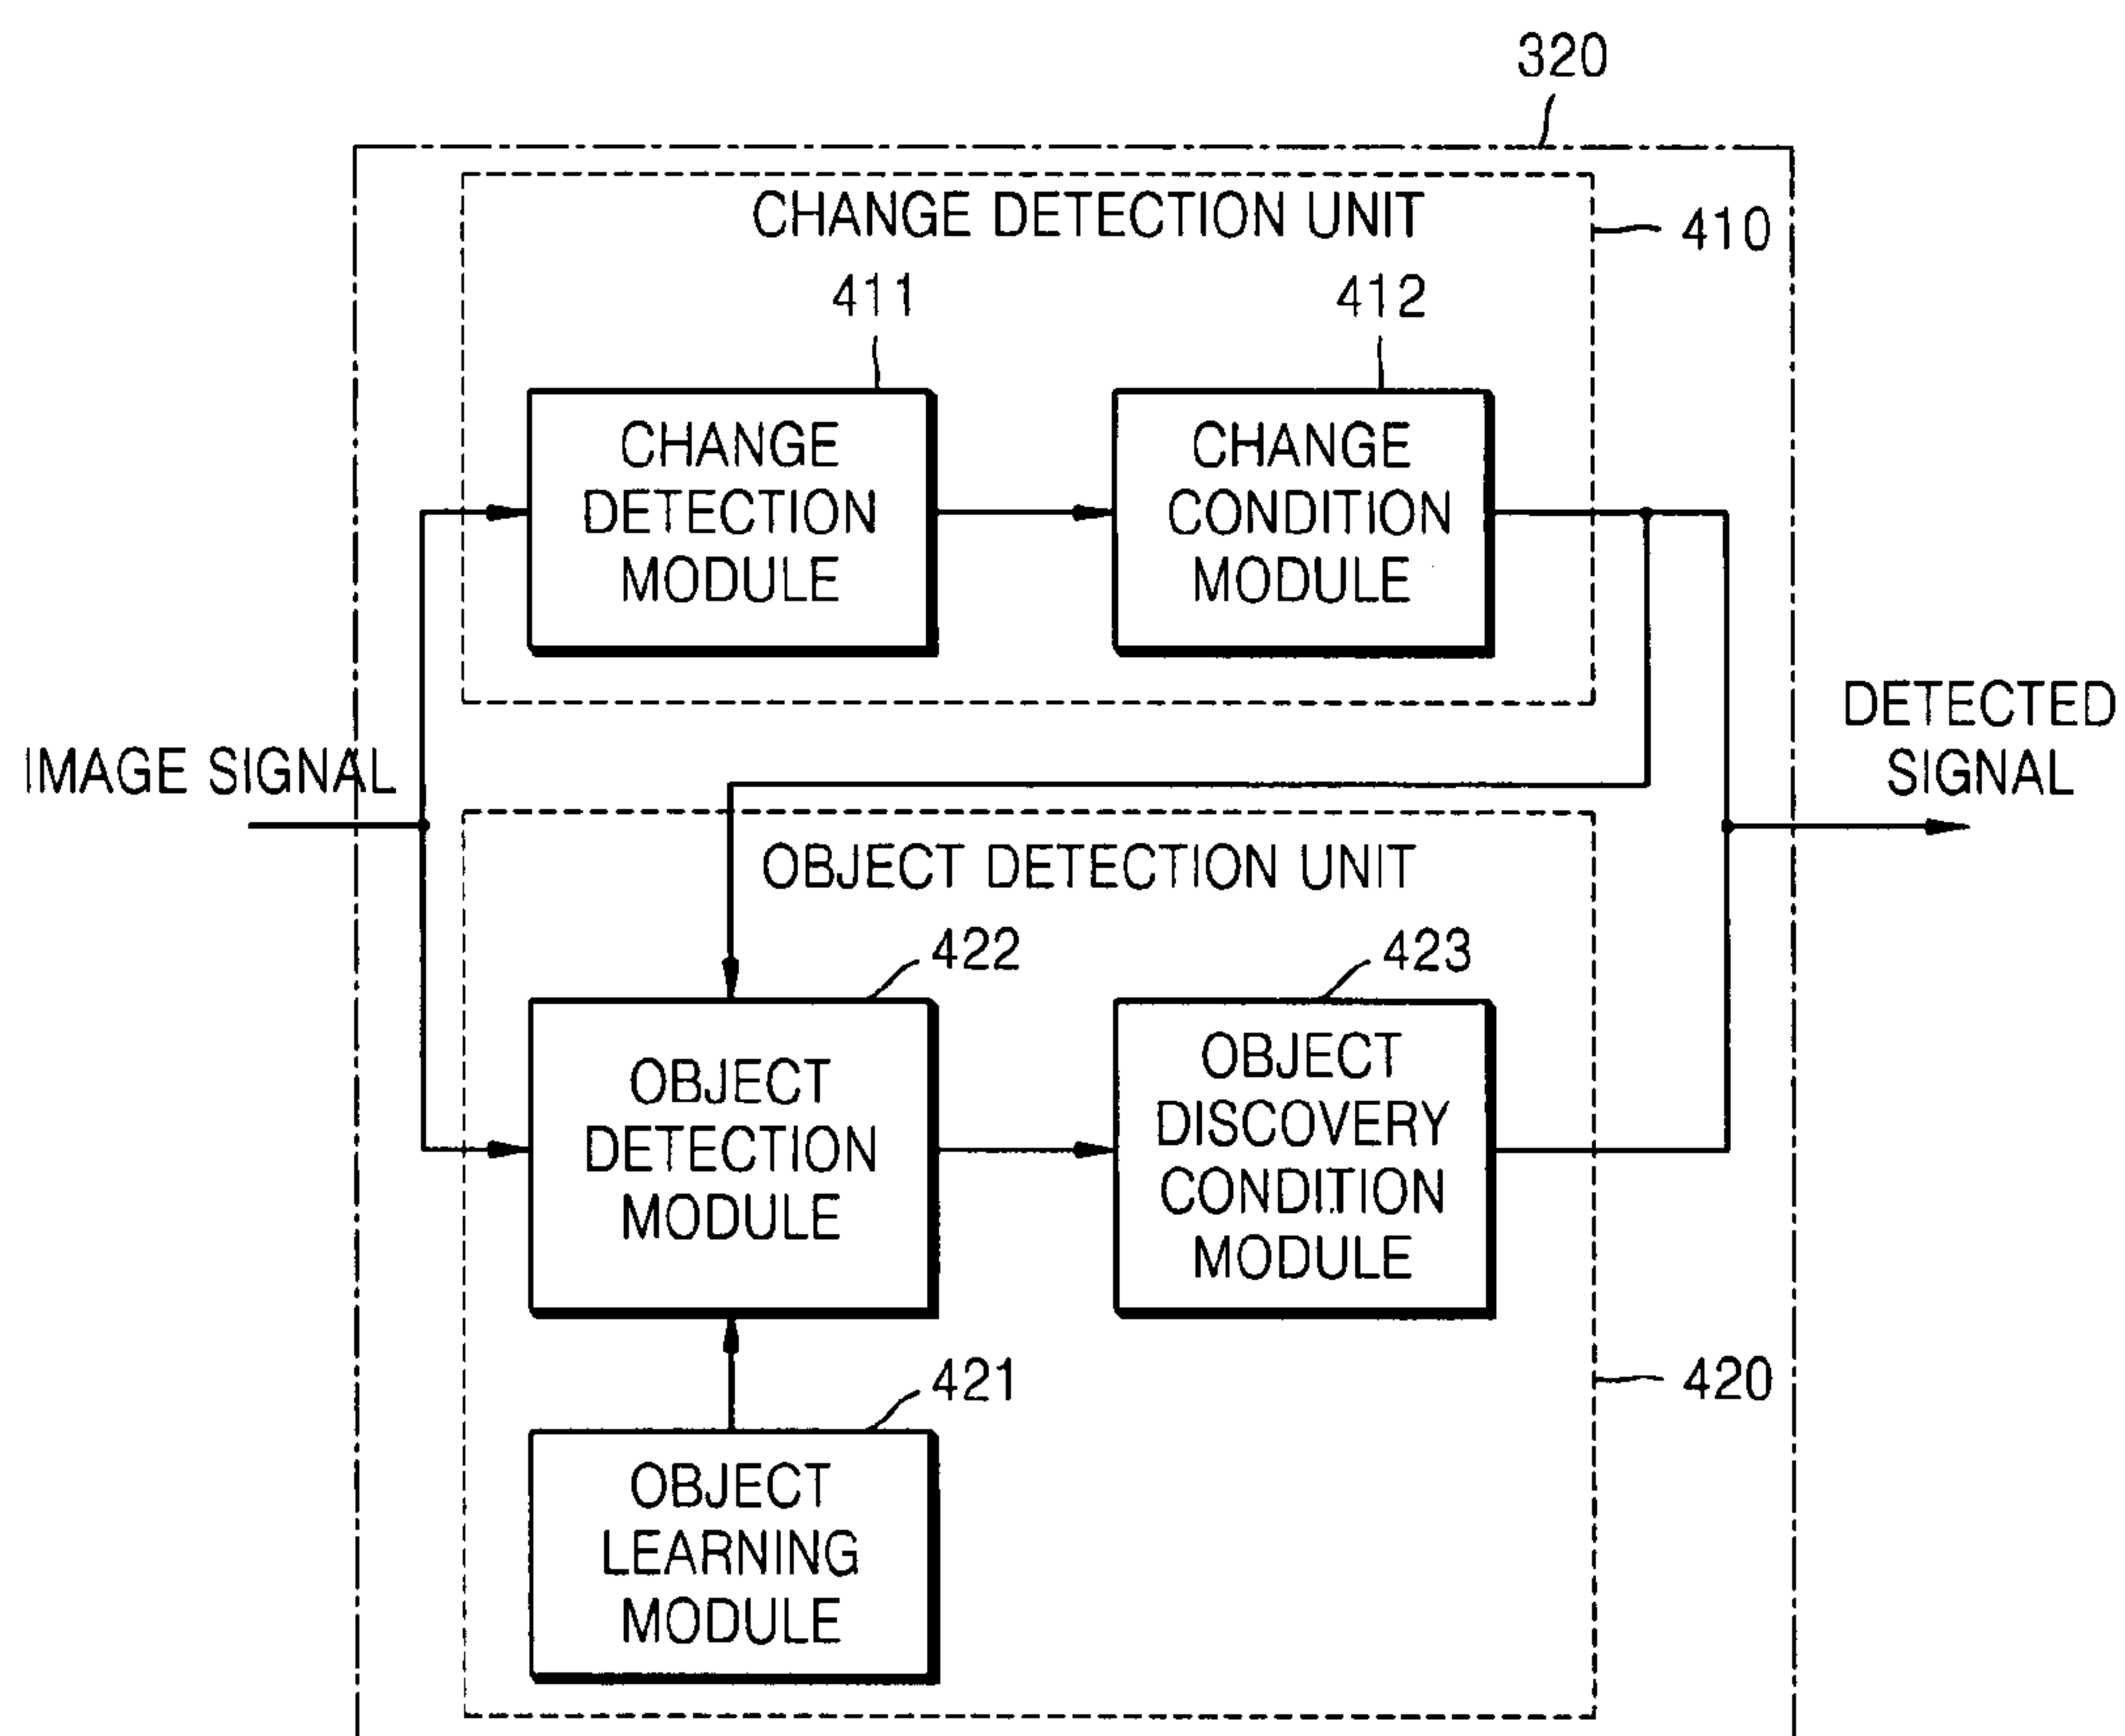 320
CHANGE DETECTION UNIT
410
411
412
CHANGE
DETECTION
MODULE
CHANGE
CONDITION
MODULE
IMAGE SIGNAL
DETECTED
SIGNAL
OBJECT DETECTION UNIT
422
423
OBJECT
DETECTION
MODULE
OBJECT
DISCOVERY
CONDITION
MODULE
421
420
OBJECT
LEARNING
MODULE